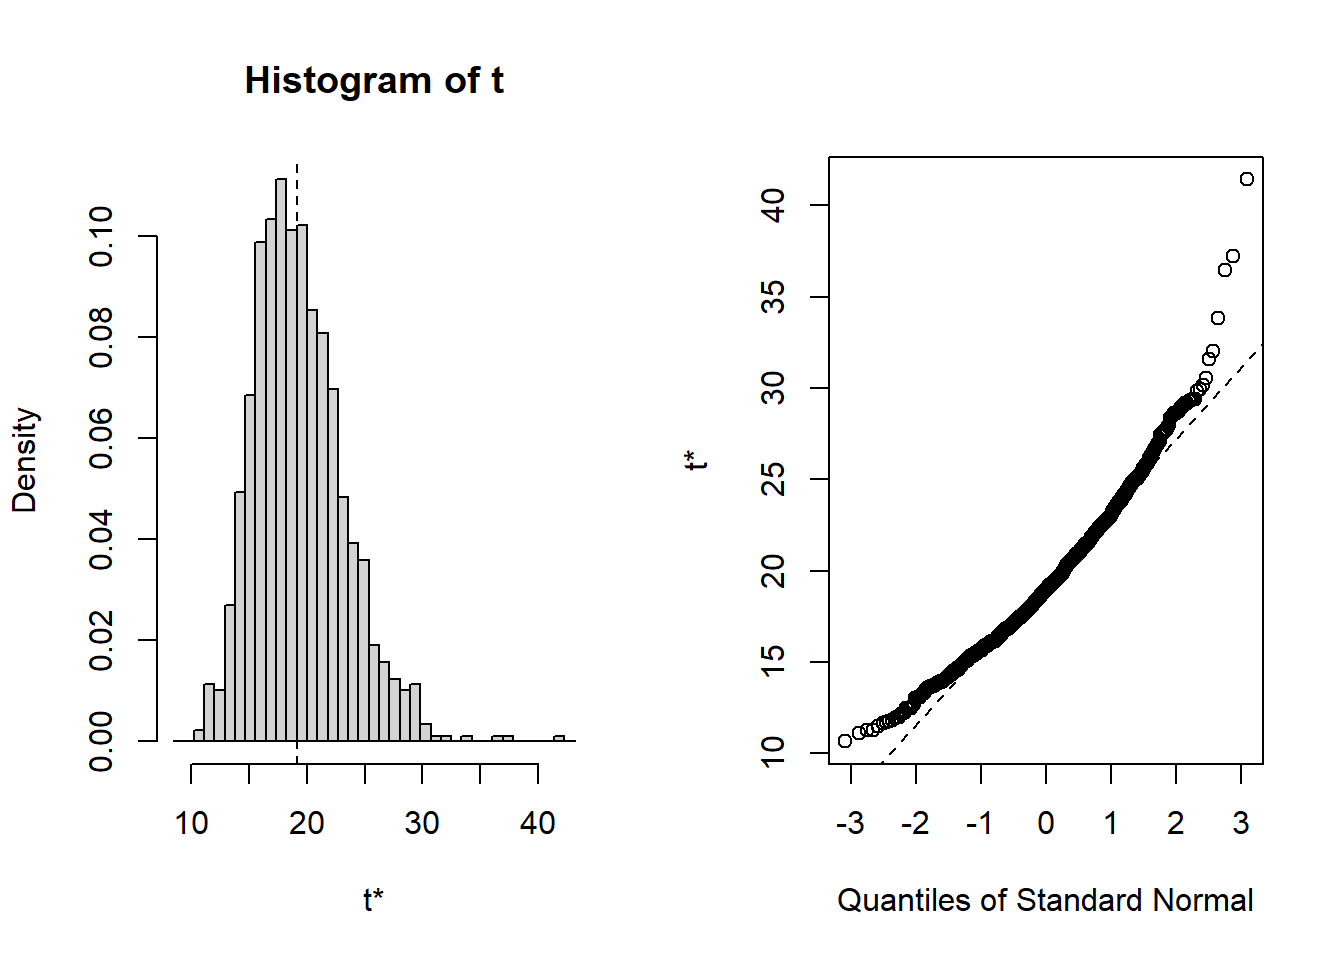 Histogram of t
Density
0.00 0.02 0.04 0.06 0.08 0.10
10 20 30 40
t*
t*
10 15 20 25 30 35 40
-3 -2 -1 0 1 2 3
Quantiles of Standard Normal